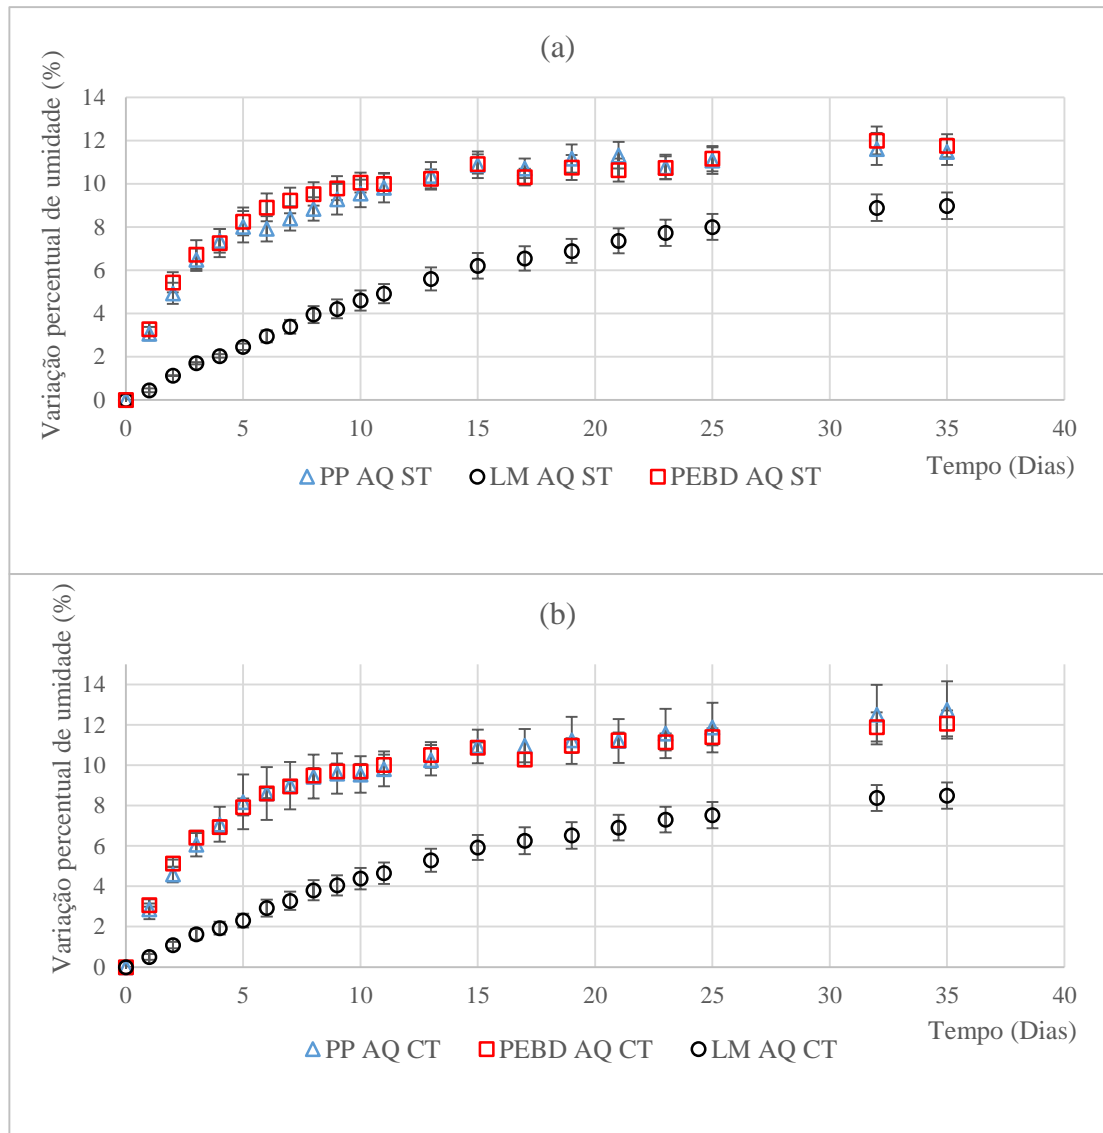 (a)
Variação percentual de umidade (%)
14
12
10
8
6
4
2
0
0 5 10 15 20 25 30 35 40
Tempo (Dias)
PP AQ ST LM AQ ST PEBD AQ ST
(b)
Variação percentual de umidade (%)
14
12
10
8
6
4
2
0
0 5 10 15 20 25 30 35 40
Tempo (Dias)
PP AQ CT PEBD AQ CT LM AQ CT